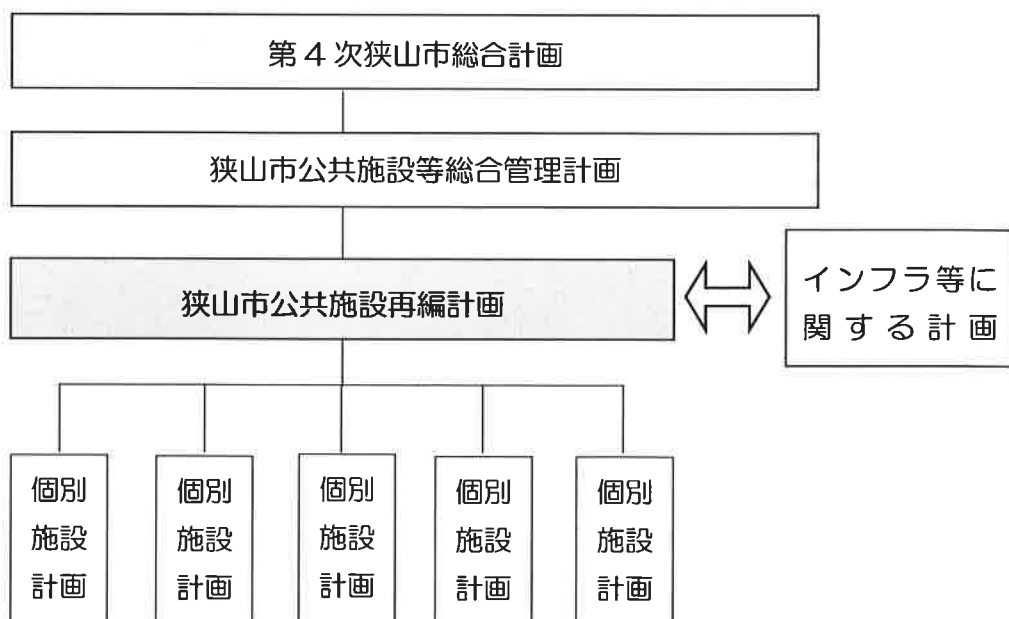 第4次狭山市総合計画
狭山市公共施設等総合管理計画
狭山市公共施設再編計画
インフラ等に
関する計画
個別
施設
計画
個別
施設
計画
個別
施設
計画
個別
施設
計画
個別
施設
計画